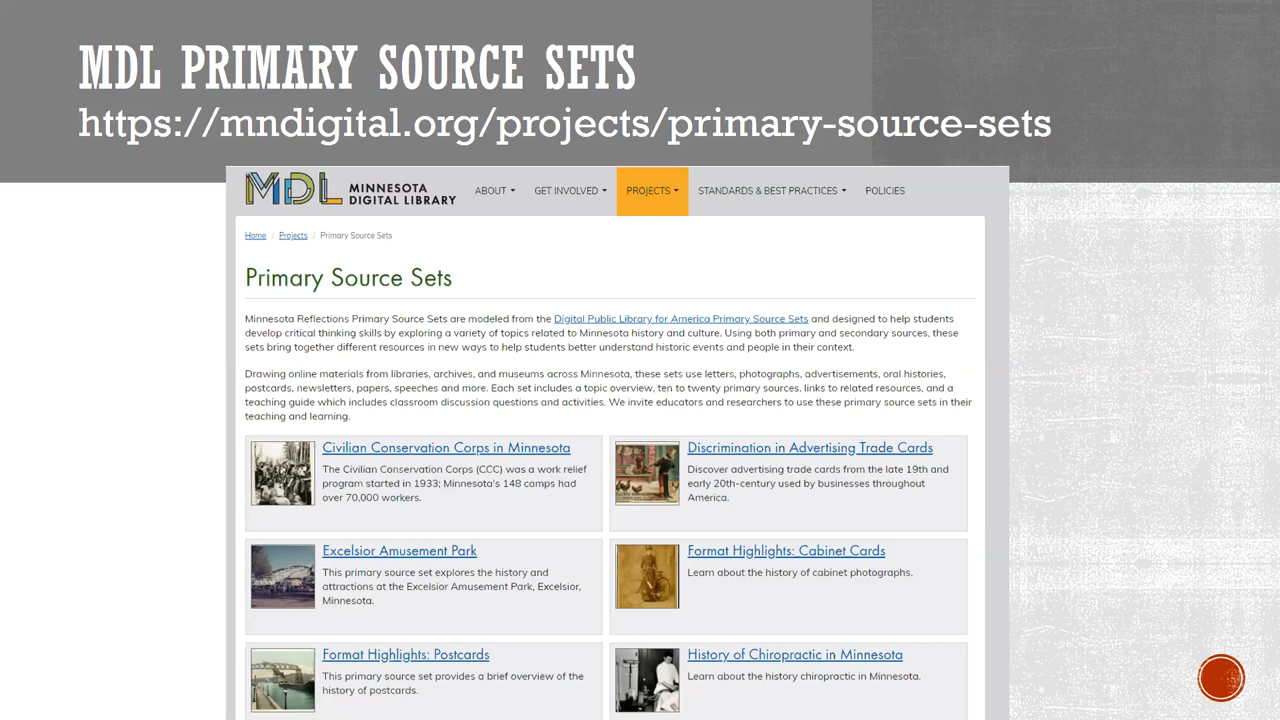 MDL PRIMARY SOURCE SETS
https://mndigital.org/projects/primary-source-sets
MDL MINNESOTA DIGITAL LIBRARY
ABOUT GET INVOLVED PROJECTS STANDARDS & BEST PRACTICES POLICIES
Home / Projects / Primary Source Sets
Primary Source Sets
Minnesota Reflections Primary Source Sets are modeled from the Digital Public Library for America Primary Source Sets and designed to help students
develop critical thinking skills by exploring a variety of topics related to Minnesota history and culture. Using both primary and secondary sources, these
sets bring together different resources in new ways to help students better understand historic events and people in their context.
Drawing online materials from libraries, archives, and museums across Minnesota, these sets use letters, photographs, advertisements, oral histories,
postcards, newsletters, papers, speeches and more. Each set includes a topic overview, ten to twenty primary sources, links to related resources, and a
teaching guide which includes classroom discussion questions and activities. We invite educators and researchers to use these primary source sets in their
teaching and learning.
Civilian Conservation Corps in Minnesota
The Civilian Conservation Corps (CCC) was a work relief
program started in 1933; Minnesota's 148 camps had
over 70,000 workers.
Discrimination in Advertising Trade Cards
Discover advertising trade cards from the late 19th and
early 20th-century used by businesses throughout
America.
Excelsior Amusement Park
This primary source set explores the history and
attractions at the Excelsior Amusement Park, Excelsior,
Minnesota.
Format Highlights: Cabinet Cards
Learn about the history of cabinet photographs.
Format Highlights: Postcards
This primary source set provides a brief overview of the
history of postcards.
History of Chiropractic in Minnesota
Learn about the history chiropractic in Minnesota.